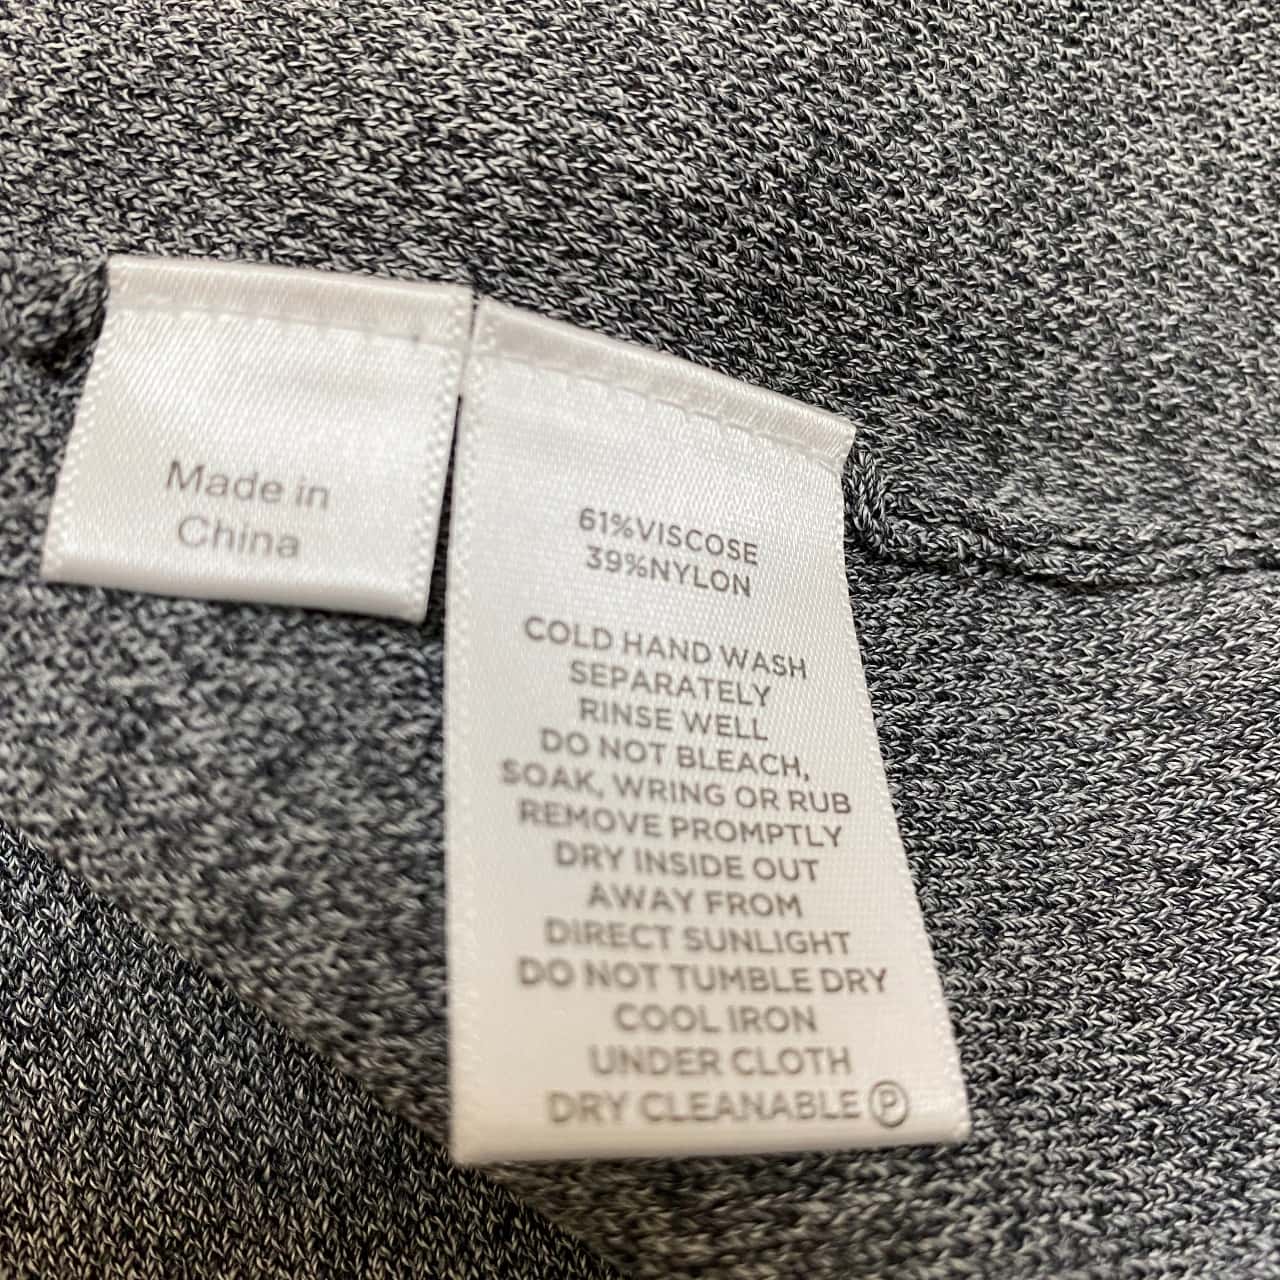 Made in
China
61%VISCOSE
39%NYLON
COLD HAND WASH
SEPARATELY
RINSE WELL
DO NOT BLEACH,
SOAK, WRING OR RUB
REMOVE PROMPTLY
DRY INSIDE OUT
AWAY FROM
DIRECT SUNLIGHT
DO NOT TUMBLE DRY
COOL IRON
UNDER CLOTH
DRY CLEANABLE Ⓟ